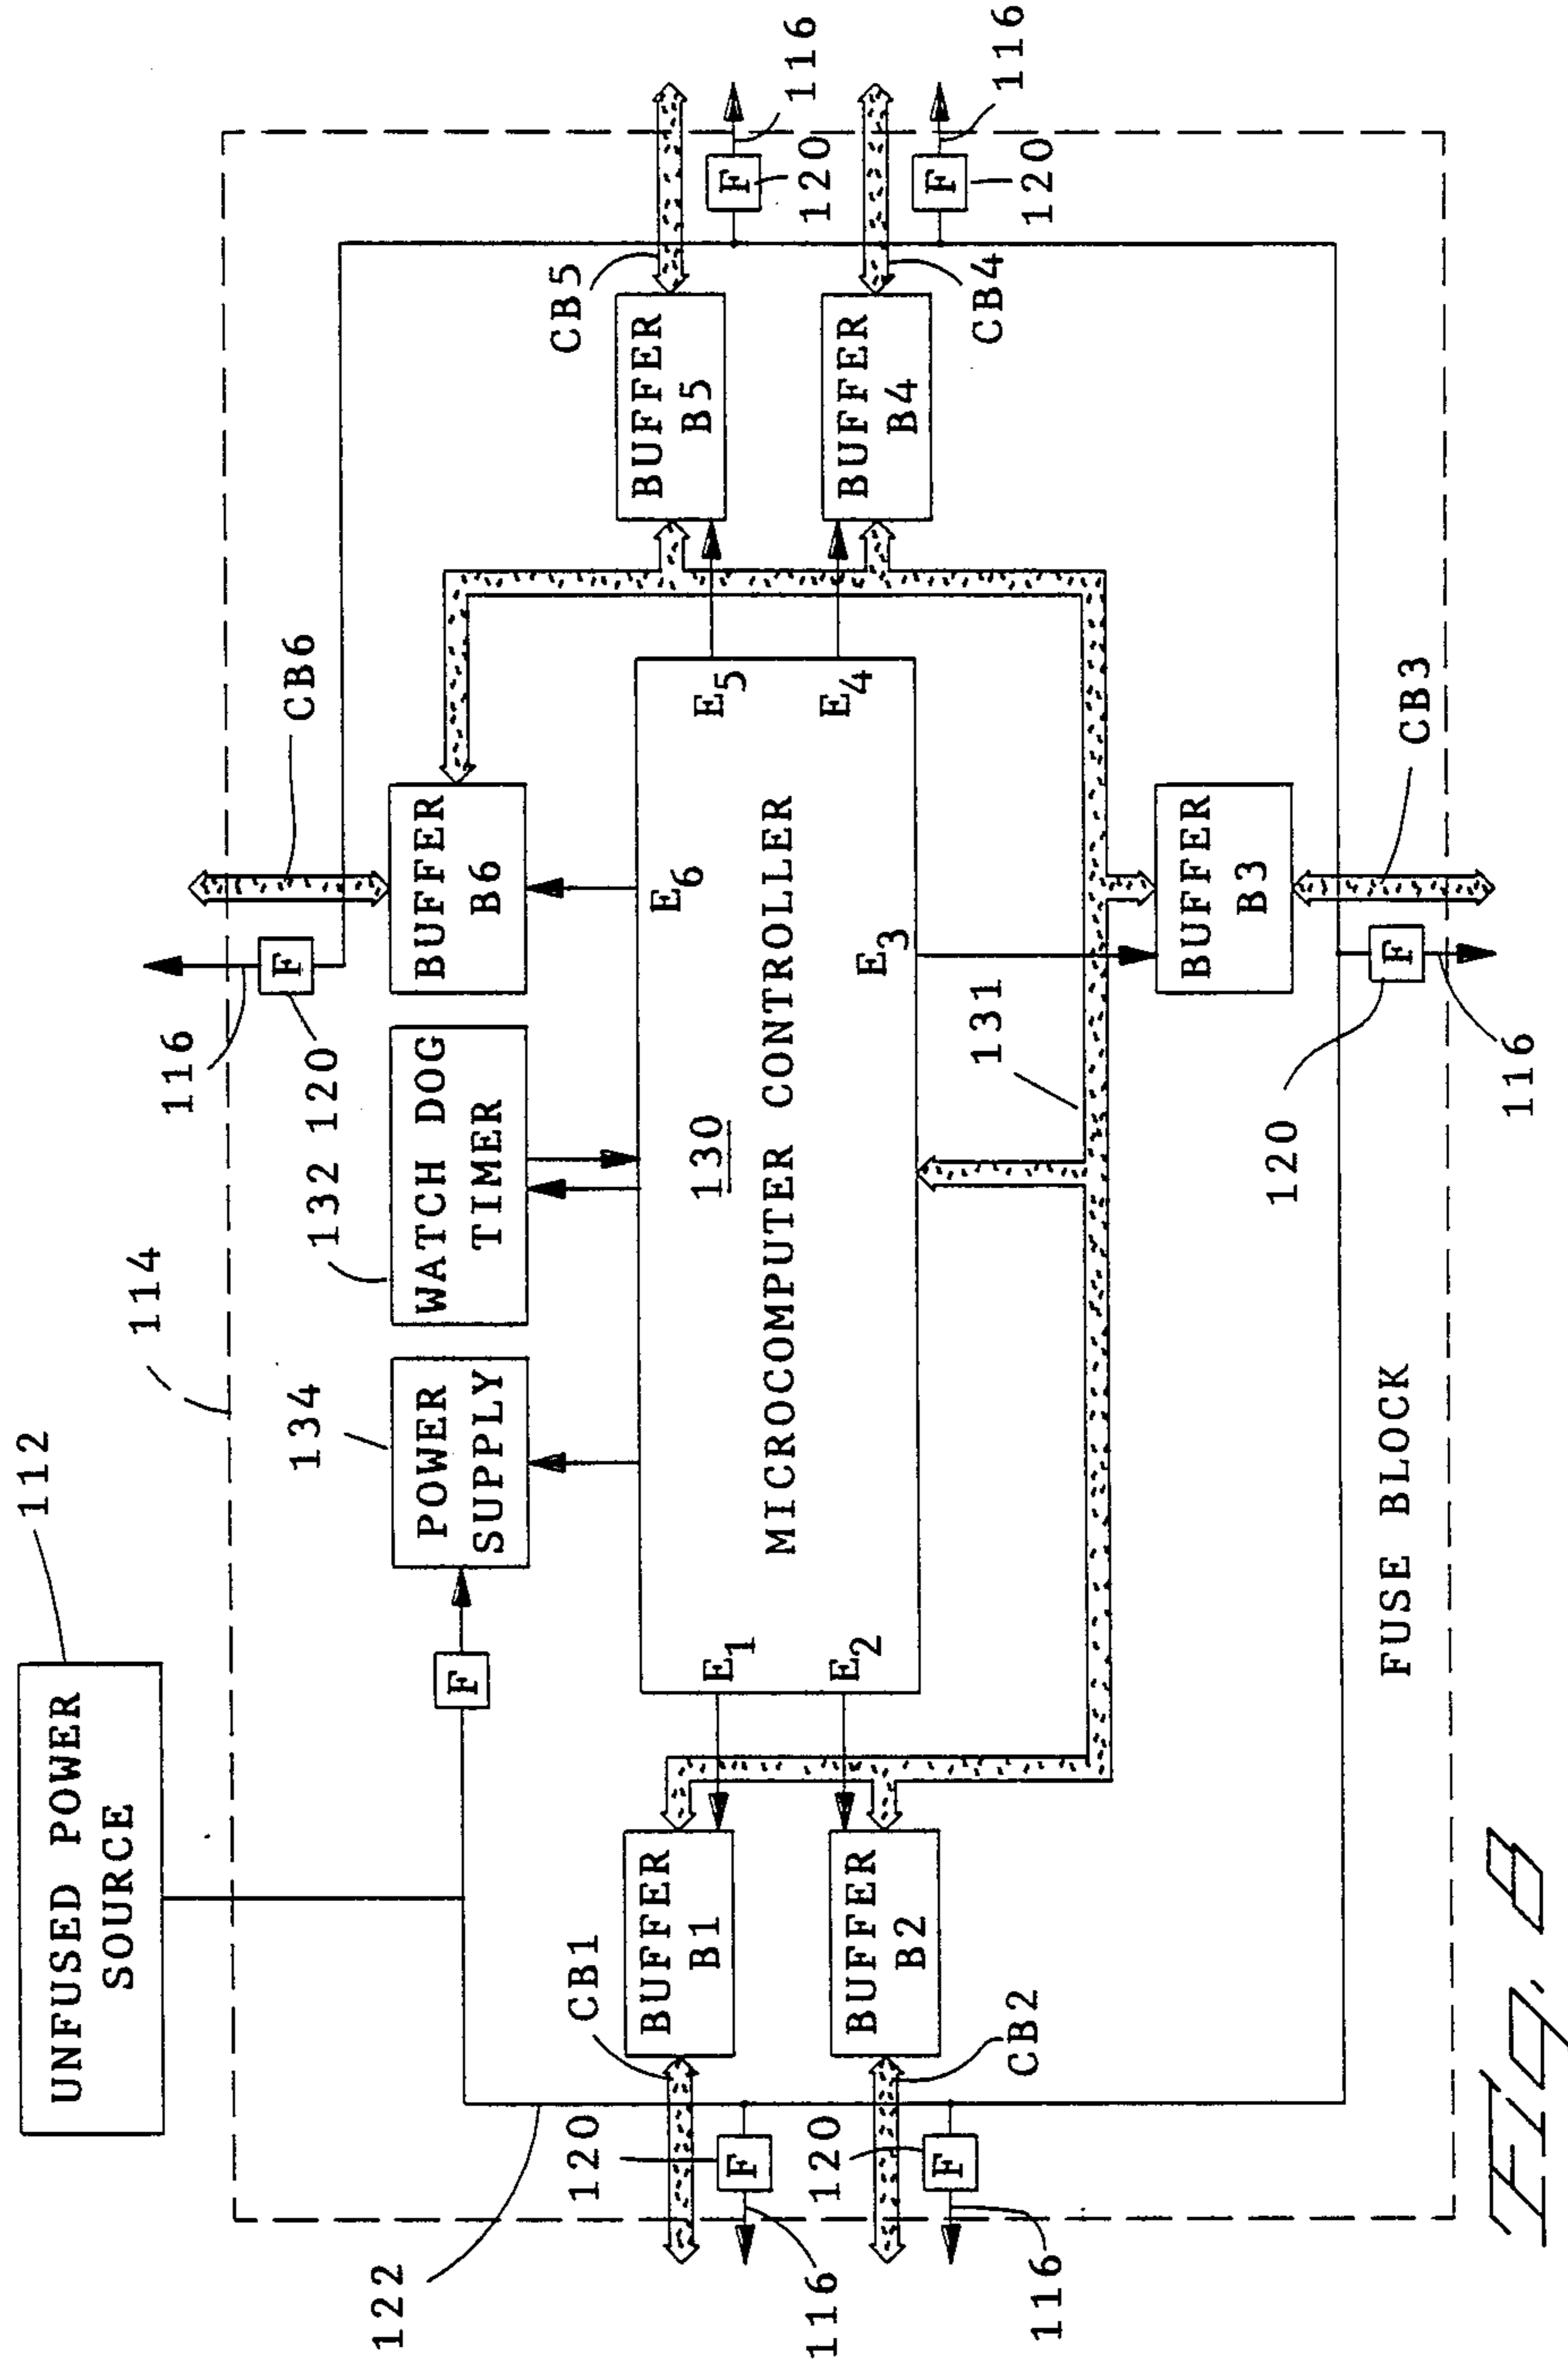 112
UNFUSED POWER
SOURCE
114
116
132 120
CB6
134
POWER
SUPPLY
WATCH DOG
TIMER
BUFFER
B6
F
F
122
CB1
BUFFER
B1
120
F
116
E1
E6
E5
130
MICROCOMPUTER CONTROLLER
E2
E3
E4
CB5
BUFFER
B5
F
120
116
BUFFER
B2
CB2
120
F
116
BUFFER
B4
CB4
F
120
116
131
BUFFER
B3
CB3
120
F
116
FUSE BLOCK
FIG. 8